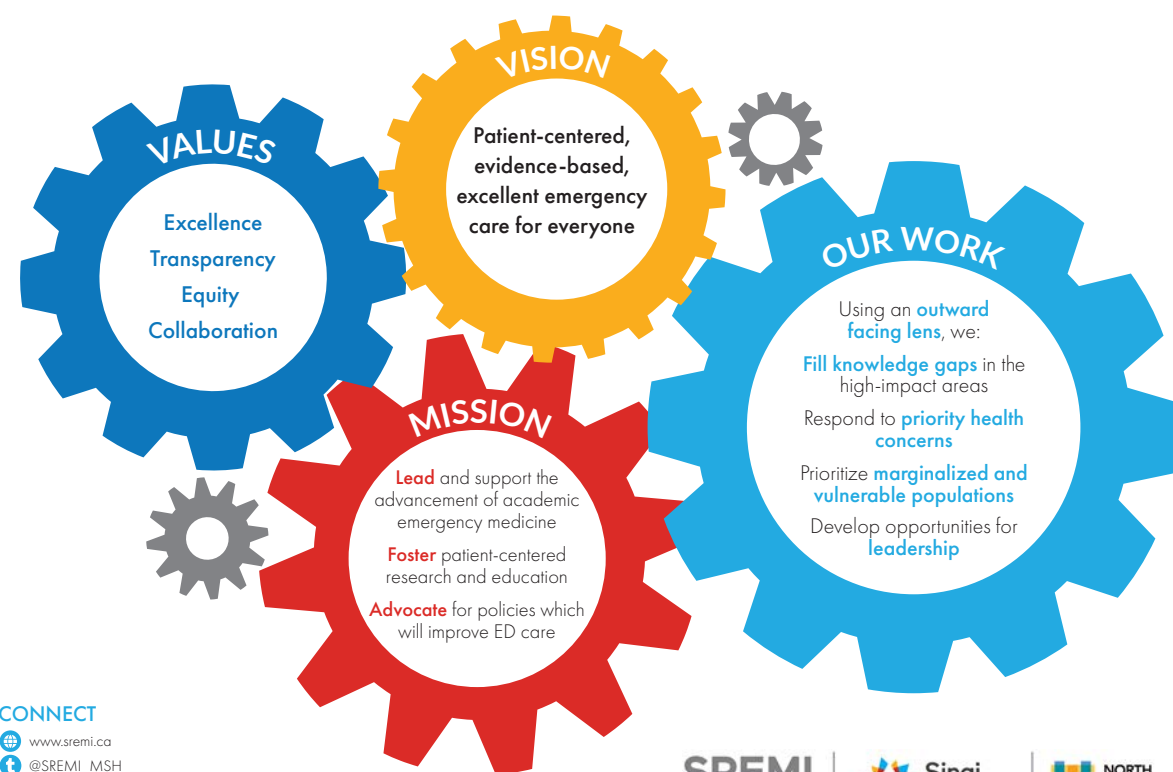 VISION
Patient-centered,
evidence-based,
excellent emergency
care for everyone
VALUES
Excellence
Transparency
Equity
Collaboration
OUR WORK
Using an outward
facing lens, we:
Fill knowledge gaps in the
high-impact areas
Respond to priority health
concerns
Prioritize marginalized and
vulnerable populations
Develop opportunities for
leadership
MISSION
Lead and support the
advancement of academic
emergency medicine
Foster patient-centered
research and education
Advocate for policies which
will improve ED care
CONNECT
www.sremi.ca
@SREMI_MSH
SREMI
Sinai
NORTH